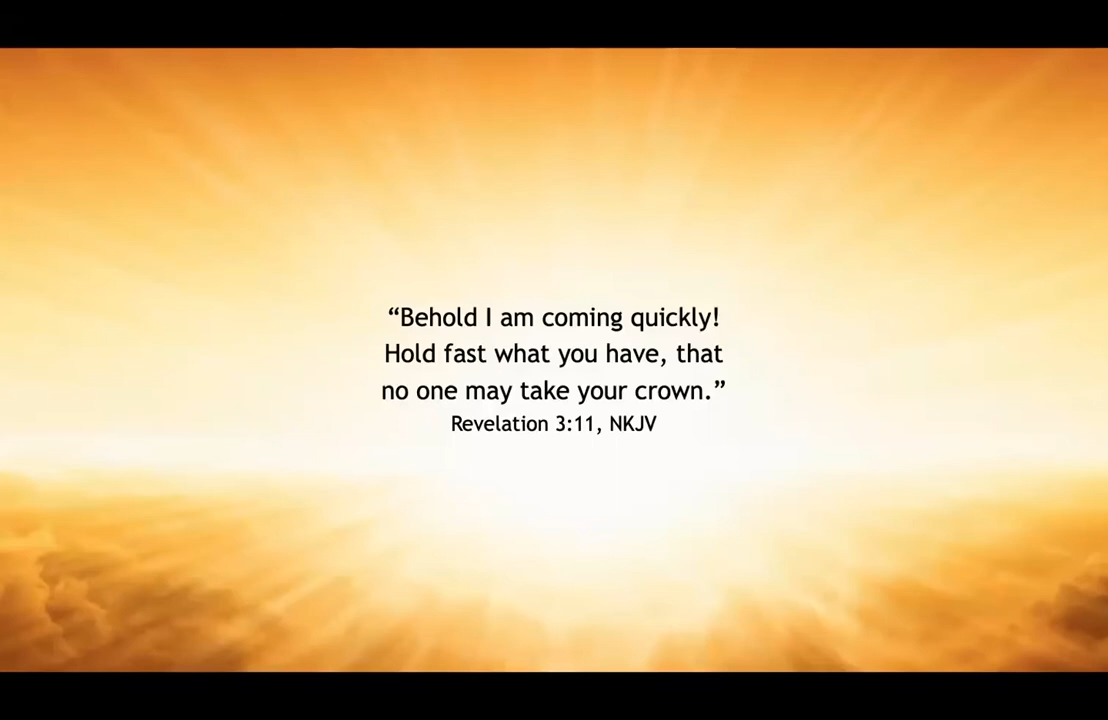 “Behold I am coming quickly!
Hold fast what you have, that
no one may take your crown.”
Revelation 3:11, NKJV